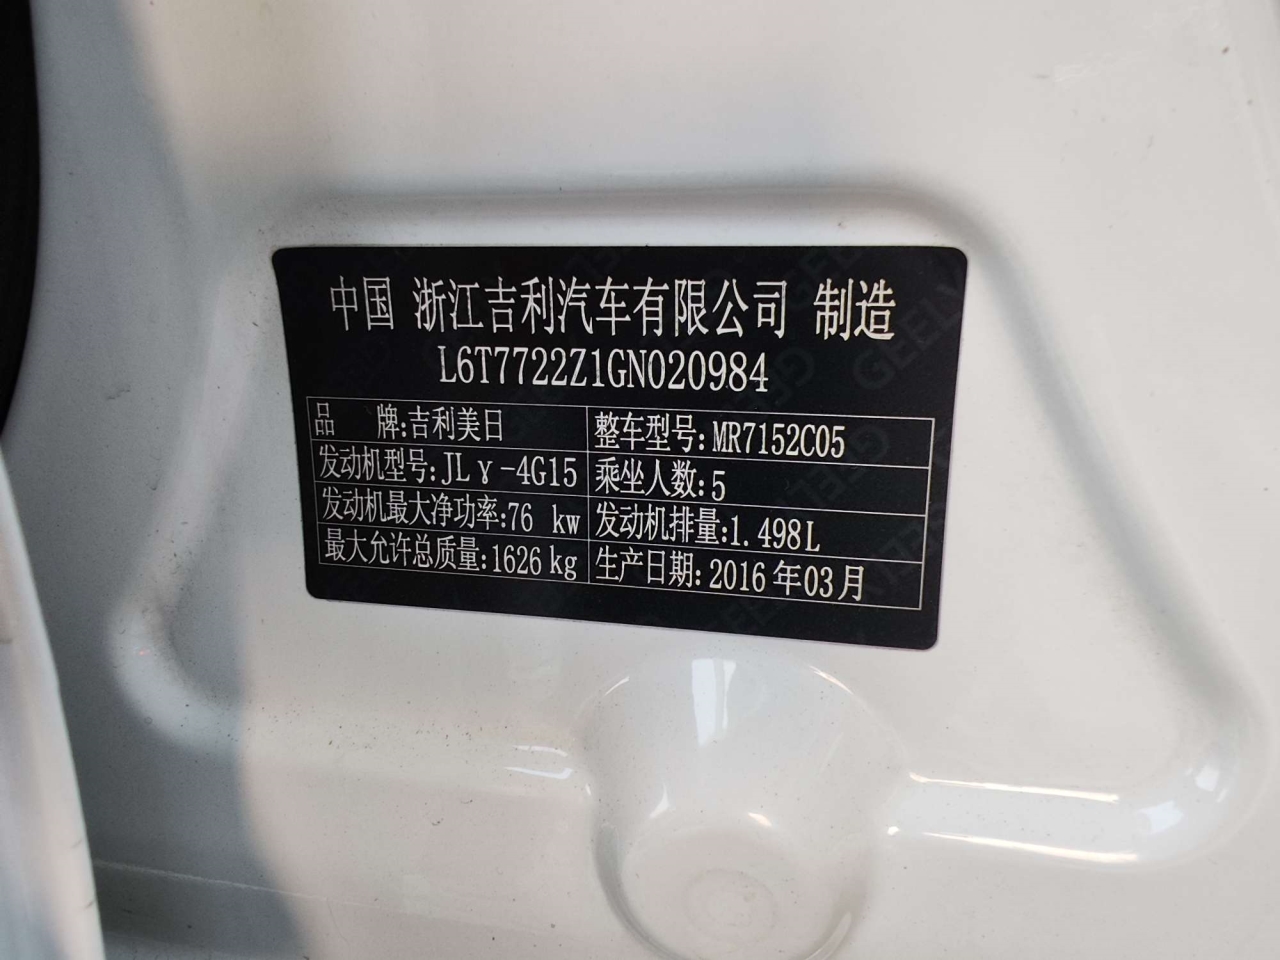 中国 浙江吉利汽车有限公司 制造
L6T7722Z1GN020984
品 牌:吉利美日 整车型号:MR7152C05
发动机型号:JLγ-4G15 乘坐人数:5
发动机最大净功率:76 kw 发动机排量:1.498L
最大允许总质量:1626kg 生产日期:2016年03月
GEELY